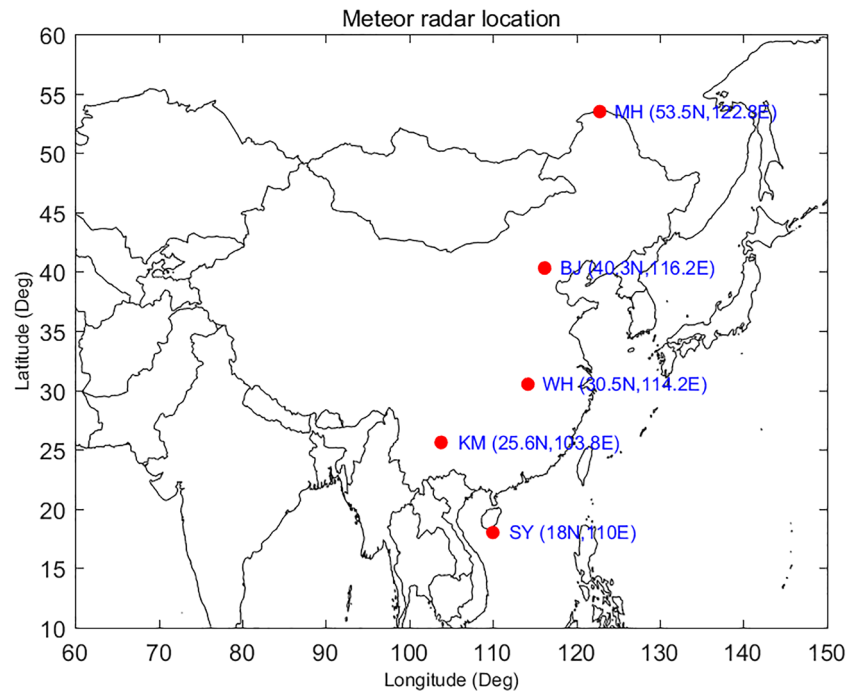 Meteor radar location
60
55
50
45
40
35
30
25
20
15
10
Latitude (Deg)
MH (53.5N,122.8E)
BJ (40.3N,116.2E)
WH (30.5N,114.2E)
KM (25.6N,103.8E)
SY (18N,110E)
60 70 80 90 100 110 120 130 140 150
Longitude (Deg)